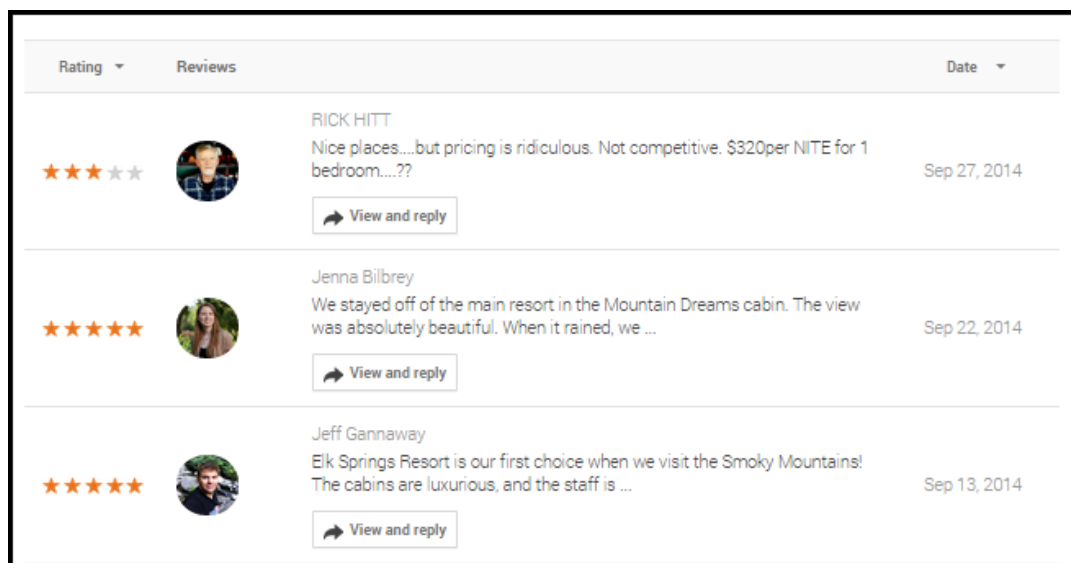 Rating Reviews Date
RICK HITT
Nice places....but pricing is ridiculous. Not competitive. $320per NITE for 1
bedroom....??
Sep 27, 2014
View and reply
Jenna Bilbrey
We stayed off of the main resort in the Mountain Dreams cabin. The view
was absolutely beautiful. When it rained, we ...
Sep 22, 2014
View and reply
Jeff Gannaway
Elk Springs Resort is our first choice when we visit the Smoky Mountains!
The cabins are luxurious, and the staff is ...
Sep 13, 2014
View and reply